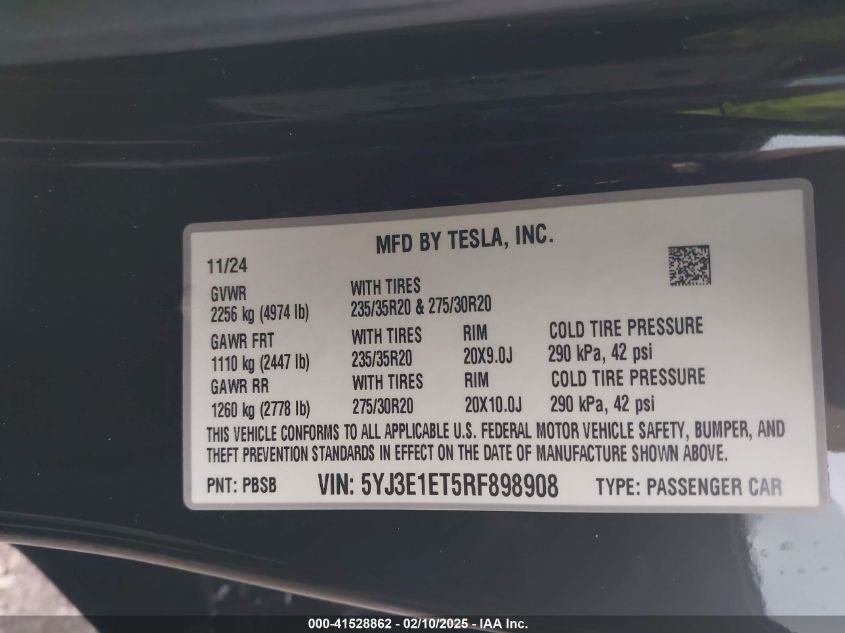 MFD BY TESLA, INC.
11/24
GVWR WITH TIRES
2256 kg (4974 lb) 235/35R20 & 275/30R20
GAWR FRT WITH TIRES RIM COLD TIRE PRESSURE
1110 kg (2447 lb) 235/35R20 20X9.0J 290 kPa, 42 psi
GAWR RR WITH TIRES RIM COLD TIRE PRESSURE
1260 kg (2778 lb) 275/30R20 20X10.0J 290 kPa, 42 psi
THIS VEHICLE CONFORMS TO ALL APPLICABLE U.S. FEDERAL MOTOR VEHICLE SAFETY, BUMPER, AND
THEFT PREVENTION STANDARDS IN EFFECT ON THE DATE OF MANUFACTURE SHOWN ABOVE.
PNT: PBSB VIN: 5YJ3E1ET5RF898908 TYPE: PASSENGER CAR
000-41528862 - 02/10/2025 - IAA Inc.